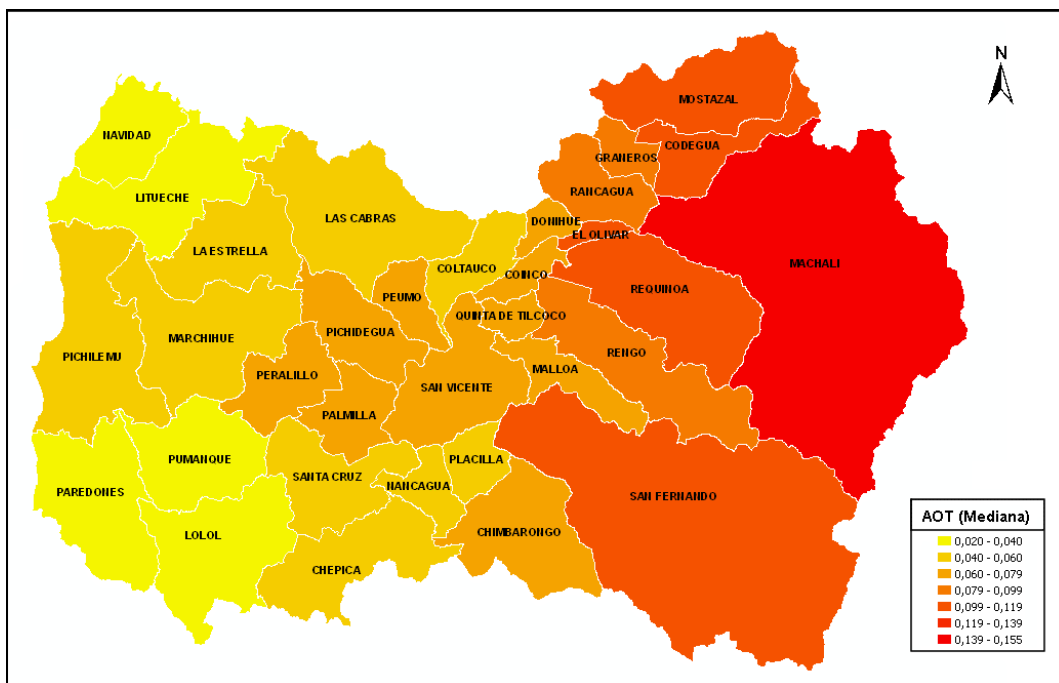 N
MOSTAZAL
NAVIDAD
CODEGUA
GRANEROS
RANCAGUA
LITUECHE
LAS CABRAS
DONIHUE
EL OLIVAR
LA ESTRELLA
MACHALI
COLTAUCO
COINCO
REQUINOA
PEUMO
QUINTA DE TILCOCO
PICHIDEGUA
MARCHIHUE
RENGO
PICHILEMU
MALLOA
PERALILLO
SAN VICENTE
PALMILLA
PUMANQUE
PLACILLA
SANTA CRUZ
NANCAGUA
PAREDONES
SAN FERNANDO
LOLOL
CHIMBARONGO
CHEPICA
AOT (Mediana)
0,020 - 0,040
0,040 - 0,060
0,060 - 0,079
0,079 - 0,099
0,099 - 0,119
0,119 - 0,139
0,139 - 0,155